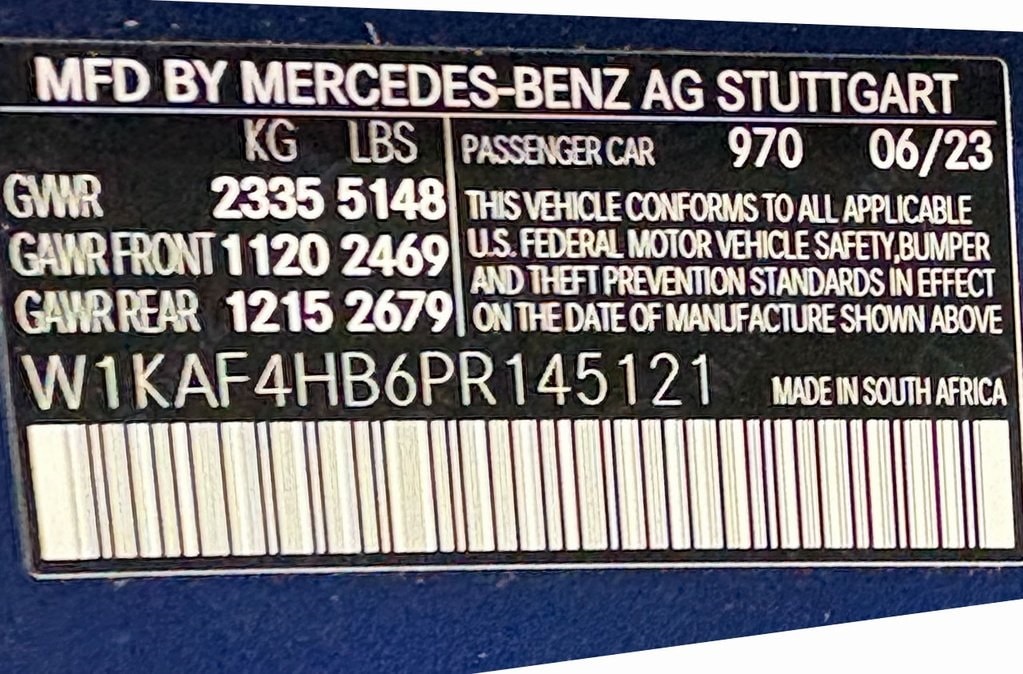 MFD BY MERCEDES-BENZ AG STUTTGART
KG LBS
GVWR 2335 5148
GAWR FRONT 1120 2469
GAWR REAR 1215 2679
PASSENGER CAR 970 06/23
THIS VEHICLE CONFORMS TO ALL APPLICABLE
U.S. FEDERAL MOTOR VEHICLE SAFETY,BUMPER
AND THEFT PREVENTION STANDARDS IN EFFECT
ON THE DATE OF MANUFACTURE SHOWN ABOVE
W1KAF4HB6PR145121
MADE IN SOUTH AFRICA